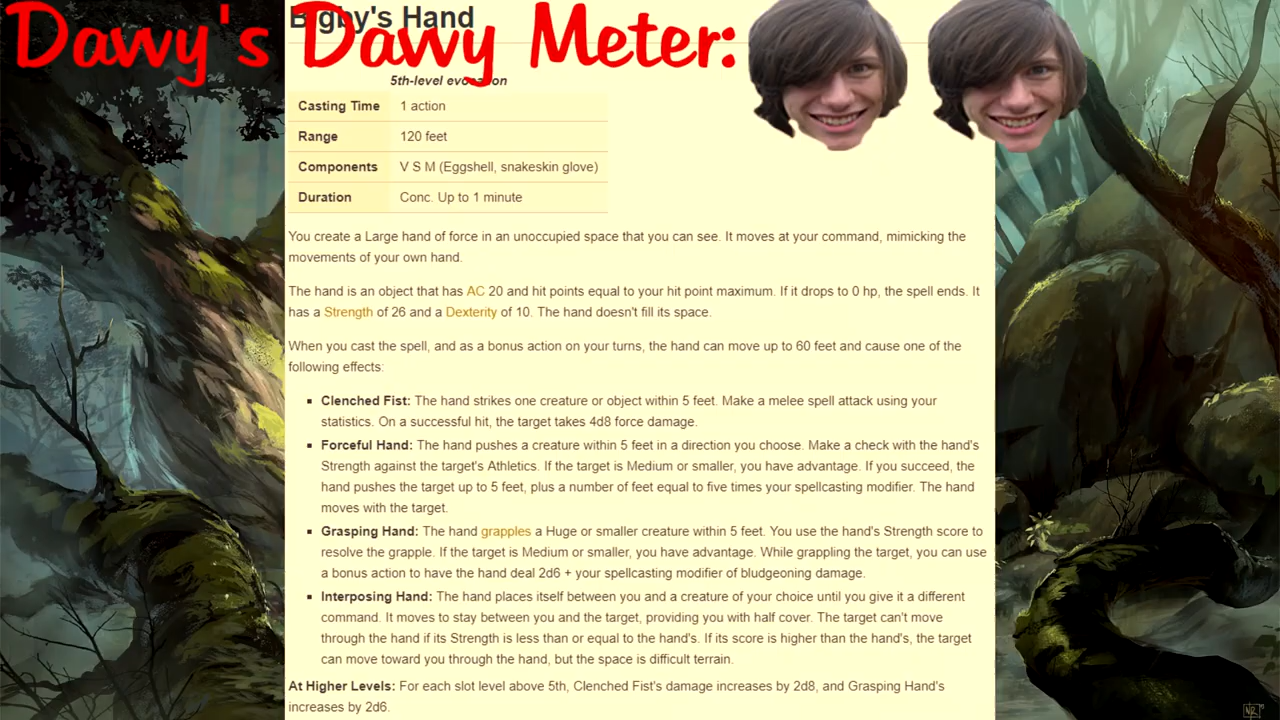 Bigby's Hand
Dawy's Dawy Meter:
5th-level evocation
Casting Time 1 action
Range 120 feet
Components V S M (Eggshell, snakeskin glove)
Duration Conc. Up to 1 minute
You create a Large hand of force in an unoccupied space that you can see. It moves at your command, mimicking the
movements of your own hand.
The hand is an object that has AC 20 and hit points equal to your hit point maximum. If it drops to 0 hp, the spell ends. It
has a Strength of 26 and a Dexterity of 10. The hand doesn't fill its space.
When you cast the spell, and as a bonus action on your turns, the hand can move up to 60 feet and cause one of the
following effects:
▪ Clenched Fist: The hand strikes one creature or object within 5 feet. Make a melee spell attack using your
statistics. On a successful hit, the target takes 4d8 force damage.
▪ Forceful Hand: The hand pushes a creature within 5 feet in a direction you choose. Make a check with the hand's
Strength against the target's Athletics. If the target is Medium or smaller, you have advantage. If you succeed, the
hand pushes the target up to 5 feet, plus a number of feet equal to five times your spellcasting modifier. The hand
moves with the target.
▪ Grasping Hand: The hand grapples a Huge or smaller creature within 5 feet. You use the hand's Strength score to
resolve the grapple. If the target is Medium or smaller, you have advantage. While grappling the target, you can use
a bonus action to have the hand deal 2d6 + your spellcasting modifier of bludgeoning damage.
▪ Interposing Hand: The hand places itself between you and a creature of your choice until you give it a different
command. It moves to stay between you and the target, providing you with half cover. The target can't move
through the hand if its Strength is less than or equal to the hand's. If its score is higher than the hand's, the target
can move toward you through the hand, but the space is difficult terrain.
At Higher Levels: For each slot level above 5th, Clenched Fist's damage increases by 2d8, and Grasping Hand's
increases by 2d6.